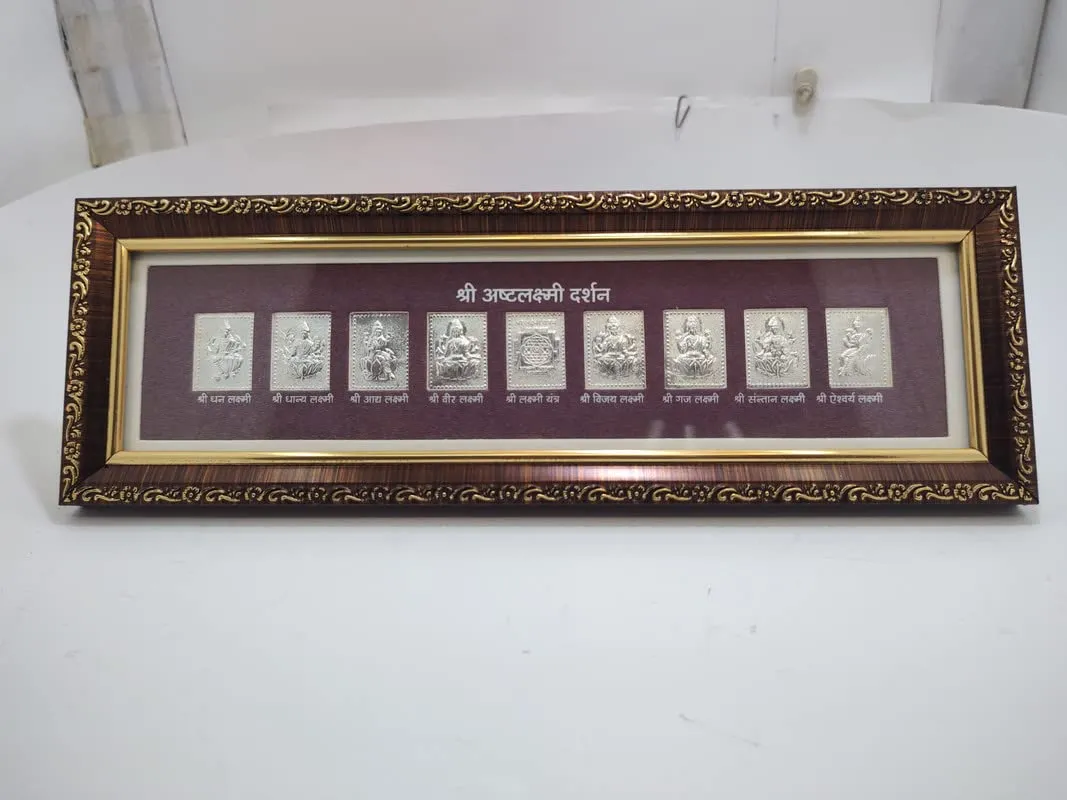 श्री अष्टलक्ष्मी दर्शन
श्री धन लक्ष्मी
श्री धान्य लक्ष्मी
श्री आद्य लक्ष्मी
श्री वीर लक्ष्मी
श्री लक्ष्मी यंत्र
श्री विजय लक्ष्मी
श्री गज लक्ष्मी
श्री संन्तान लक्ष्मी
श्री ऐश्वर्य लक्ष्मी